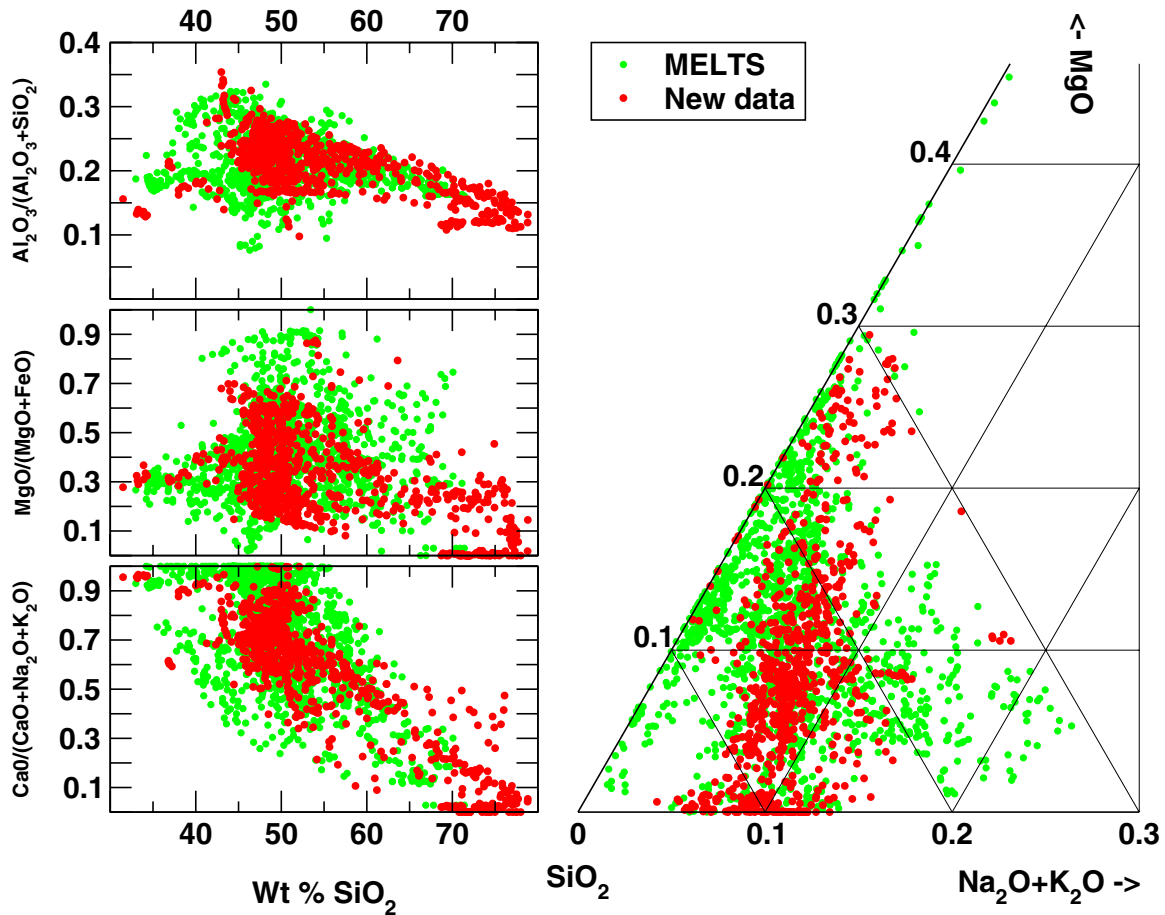 40 50 60 70
0.4
0.3
0.2
0.1
Al₂O₃/(Al₂O₃+SiO₂)
0.9
0.7
0.5
0.3
0.1
MgO/(MgO+FeO)
0.9
0.7
0.5
0.3
0.1
Ca0/(CaO+Na₂O+K₂O)
40 50 60 70
Wt % SiO₂
MELTS
New data
<- MgO
0.4
0.3
0.2
0.1
0 0.1 0.2 0.3
SiO₂
Na₂O+K₂O ->